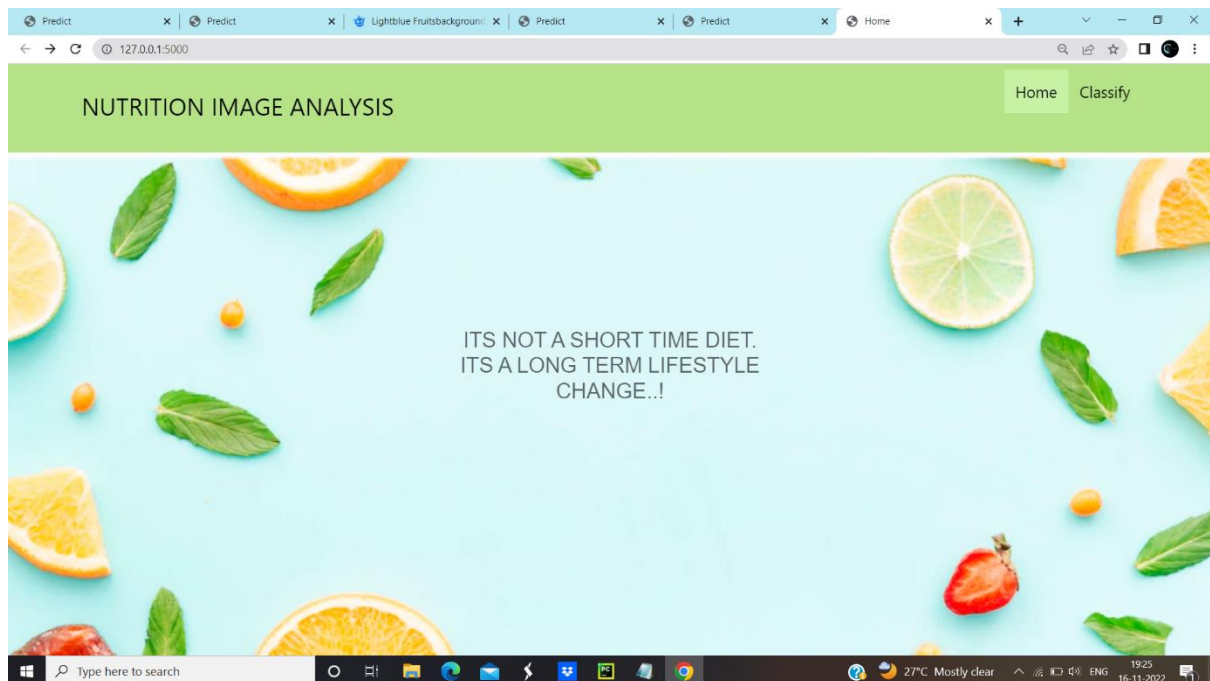 Predict
Predict
Lightblue Fruitsbackground
Predict
Predict
Home
127.0.0.1:5000
NUTRITION IMAGE ANALYSIS
Home
Classify
ITS NOT A SHORT TIME DIET.
ITS A LONG TERM LIFESTYLE
CHANGE..!
Type here to search
PC
27°C Mostly clear
ENG
19:25
16-11-2022
1